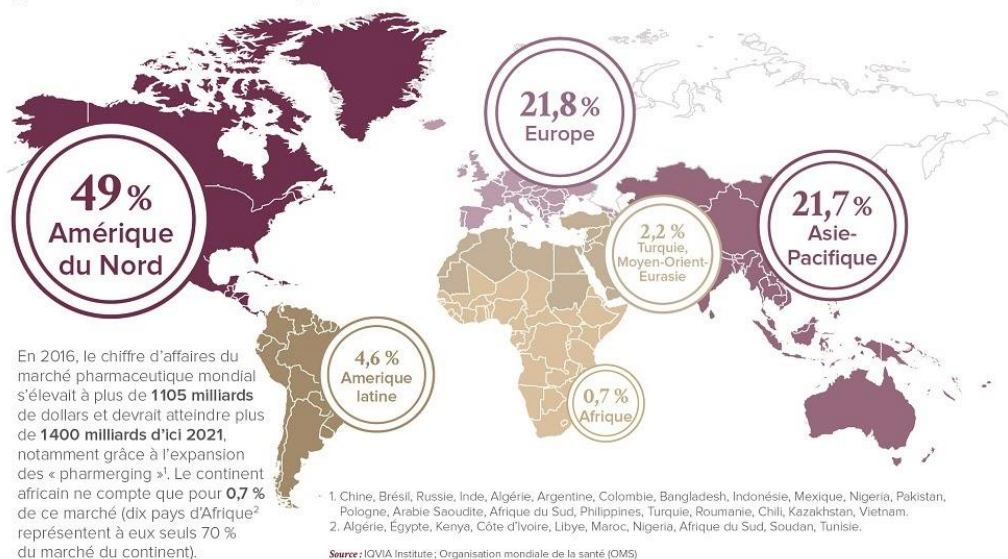 49 %
Amérique
du Nord
21,8 %
Europe
2,2 %
Turquie,
Moyen-Orient-
Eurasie
21,7 %
Asie-
Pacifique
4,6 %
Amerique
latine
0,7 %
Afrique
En 2016, le chiffre d’affaires du
marché pharmaceutique mondial
s’élevait à plus de 1105 milliards
de dollars et devrait atteindre plus
de 1400 milliards d’ici 2021,
notamment grâce à l’expansion
des « pharmerging »¹. Le continent
africain ne compte que pour 0,7 %
de ce marché (dix pays d’Afrique²
représentent à eux seuls 70 %
du marché du continent).
1. Chine, Brésil, Russie, Inde, Algérie, Argentine, Colombie, Bangladesh, Indonésie, Mexique, Nigeria, Pakistan,
Pologne, Arabie Saoudite, Afrique du Sud, Philippines, Turquie, Roumanie, Chili, Kazakhstan, Vietnam.
2. Algérie, Égypte, Kenya, Côte d’Ivoire, Libye, Maroc, Nigeria, Afrique du Sud, Soudan, Tunisie.
Source : IQVIA Institute ; Organisation mondiale de la santé (OMS)